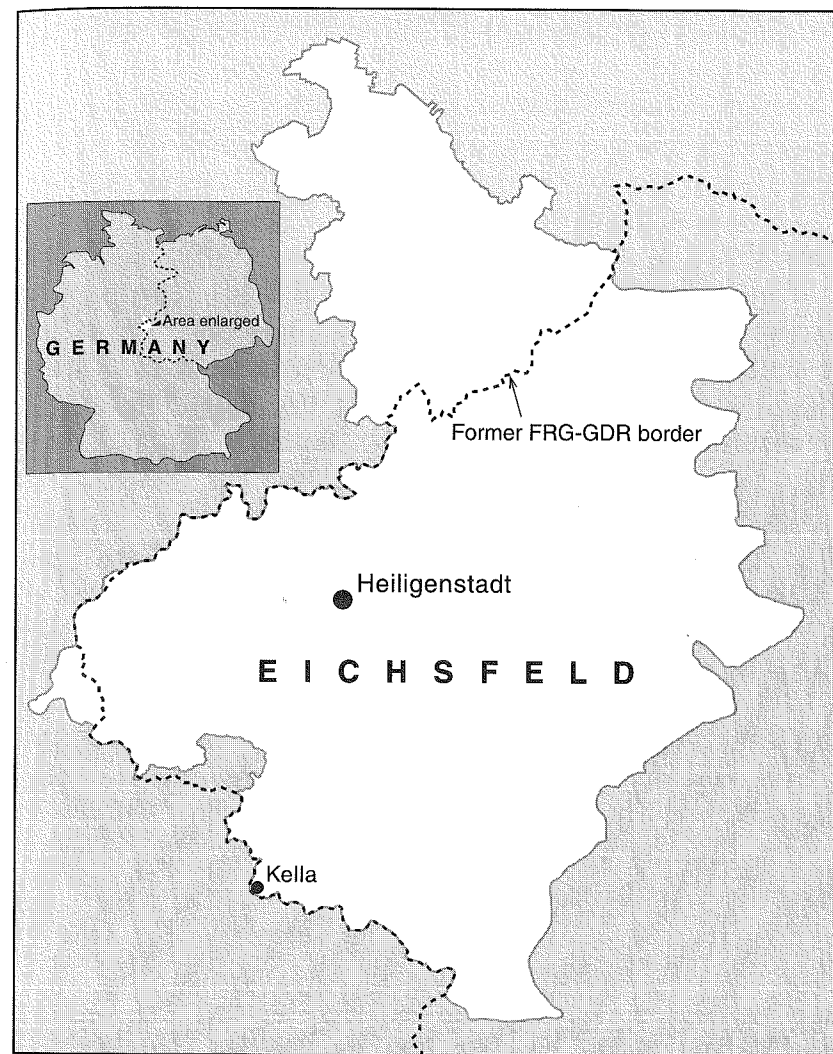 Area enlarged
GERMANY
Former FRG-GDR border
Heiligenstadt
EICHSFELD
Kella